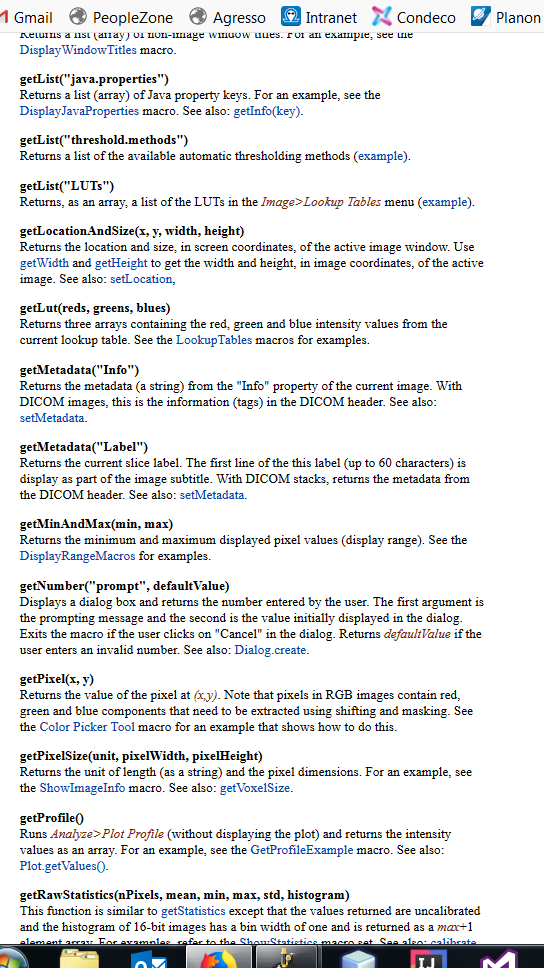 Gmail PeopleZone Agresso Intranet Condeco Planon
Returns a list (array) of non-image window titles. For an example, see the
DisplayWindowTitles macro.
getList("java.properties")
Returns a list (array) of Java property keys. For an example, see the
DisplayJavaProperties macro. See also: getInfo(key).
getList("threshold.methods")
Returns a list of the available automatic thresholding methods (example).
getList("LUTs")
Returns, as an array, a list of the LUTs in the Image>Lookup Tables menu (example).
getLocationAndSize(x, y, width, height)
Returns the location and size, in screen coordinates, of the active image window. Use
getWidth and getHeight to get the width and height, in image coordinates, of the active
image. See also: setLocation,
getLut(reds, greens, blues)
Returns three arrays containing the red, green and blue intensity values from the
current lookup table. See the LookupTables macros for examples.
getMetadata("Info")
Returns the metadata (a string) from the "Info" property of the current image. With
DICOM images, this is the information (tags) in the DICOM header. See also:
setMetadata.
getMetadata("Label")
Returns the current slice label. The first line of the this label (up to 60 characters) is
display as part of the image subtitle. With DICOM stacks, returns the metadata from
the DICOM header. See also: setMetadata.
getMinAndMax(min, max)
Returns the minimum and maximum displayed pixel values (display range). See the
DisplayRangeMacros for examples.
getNumber("prompt", defaultValue)
Displays a dialog box and returns the number entered by the user. The first argument is
the prompting message and the second is the value initially displayed in the dialog.
Exits the macro if the user clicks on "Cancel" in the dialog. Returns defaultValue if the
user enters an invalid number. See also: Dialog.create.
getPixel(x, y)
Returns the value of the pixel at (x,y). Note that pixels in RGB images contain red,
green and blue components that need to be extracted using shifting and masking. See
the Color Picker Tool macro for an example that shows how to do this.
getPixelSize(unit, pixelWidth, pixelHeight)
Returns the unit of length (as a string) and the pixel dimensions. For an example, see
the ShowImageInfo macro. See also: getVoxelSize.
getProfile()
Runs Analyze>Plot Profile (without displaying the plot) and returns the intensity
values as an array. For an example, see the GetProfileExample macro. See also:
Plot.getValues().
getRawStatistics(nPixels, mean, min, max, std, histogram)
This function is similar to getStatistics except that the values returned are uncalibrated
and the histogram of 16-bit images has a bin width of one and is returned as a max+1
element array. For examples, refer to the ShowStatistics macro set. See also: calibrate